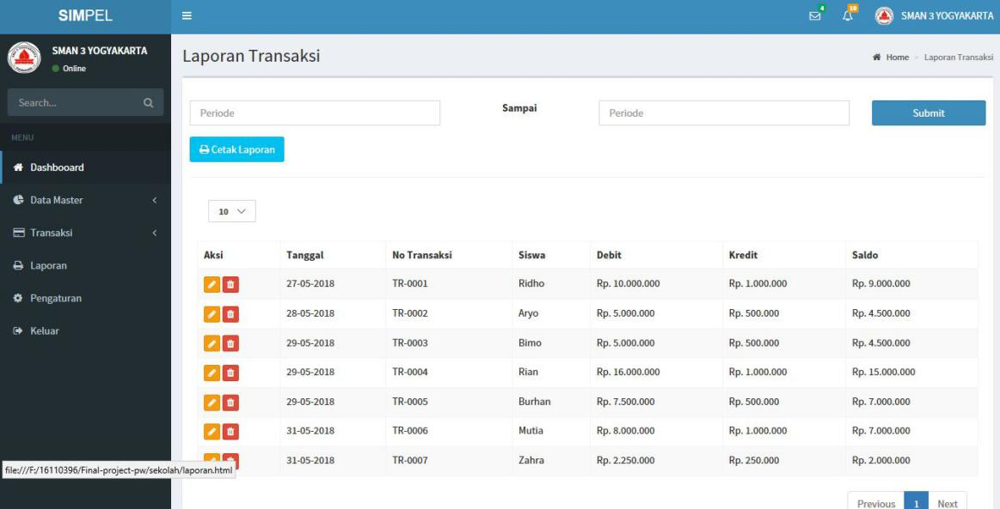 SIMPEL
4
10
SMAN 3 YOGYAKARTA
SMAN 3 YOGYAKARTA
Online
Search...
MENU
Dashbooard
Data Master
Transaksi
Laporan
Pengaturan
Keluar
Laporan Transaksi
Home > Laporan Transaksi
Periode Sampai Periode Submit
Cetak Laporan
10
Aksi Tanggal No Transaksi Siswa Debit Kredit Saldo
27-05-2018 TR-0001 Ridho Rp. 10.000.000 Rp. 1.000.000 Rp. 9.000.000
28-05-2018 TR-0002 Aryo Rp. 5.000.000 Rp. 500.000 Rp. 4.500.000
29-05-2018 TR-0003 Bimo Rp. 5.000.000 Rp. 500.000 Rp. 4.500.000
29-05-2018 TR-0004 Rian Rp. 16.000.000 Rp. 1.000.000 Rp. 15.000.000
29-05-2018 TR-0005 Burhan Rp. 7.500.000 Rp. 500.000 Rp. 7.000.000
31-05-2018 TR-0006 Mutia Rp. 8.000.000 Rp. 1.000.000 Rp. 7.000.000
31-05-2018 TR-0007 Zahra Rp. 2.250.000 Rp. 250.000 Rp. 2.000.000
file:///F:/16110396/Final-project-pw/sekolah/laporan.html
Previous 1 Next